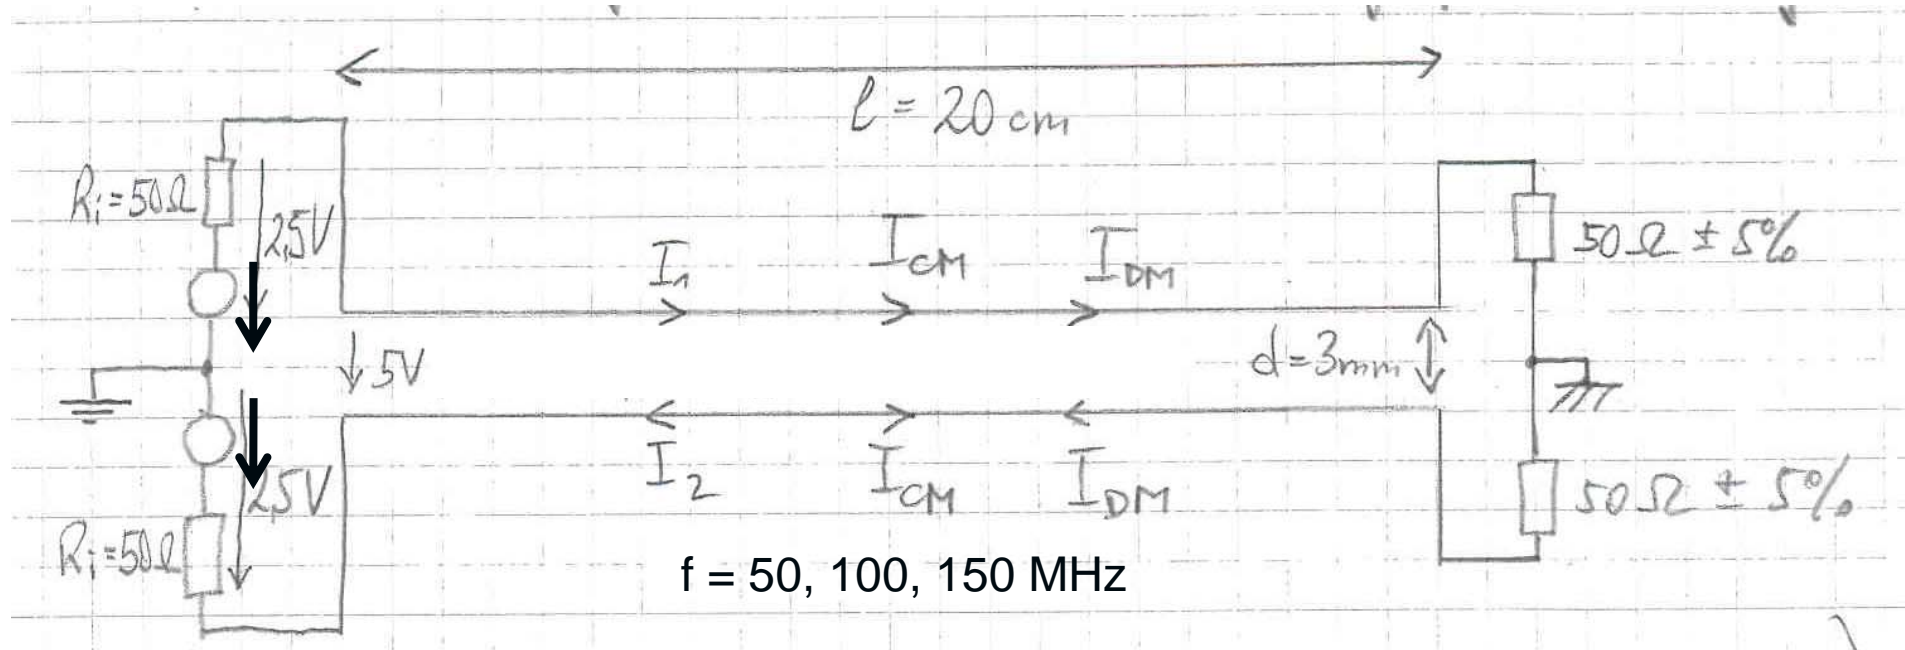 l = 20 cm
Ri = 50Ω
2,5V
I1
ICM
IDM
50Ω ± 5%
5V
d = 3mm
2,5V
I2
ICM
IDM
50Ω ± 5%
Ri = 50Ω
f = 50, 100, 150 MHz